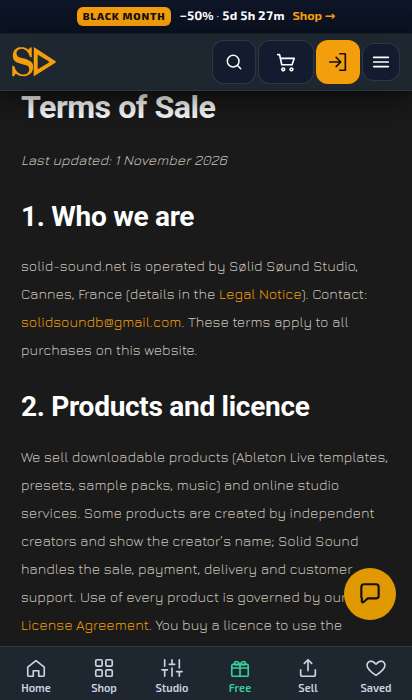 BLACK MONTH −50% · 5d 5h 27m Shop →
Terms of Sale
Last updated: 1 November 2026
1. Who we are
solid-sound.net is operated by Sølid Søund Studio,
Cannes, France (details in the Legal Notice). Contact:
solidsoundb@gmail.com. These terms apply to all
purchases on this website.
2. Products and licence
We sell downloadable products (Ableton Live templates,
presets, sample packs, music) and online studio
services. Some products are created by independent
creators and show the creator's name; Solid Sound
handles the sale, payment, delivery and customer
support. Use of every product is governed by our
License Agreement. You buy a licence to use the
Home Shop Studio Free Sell Saved